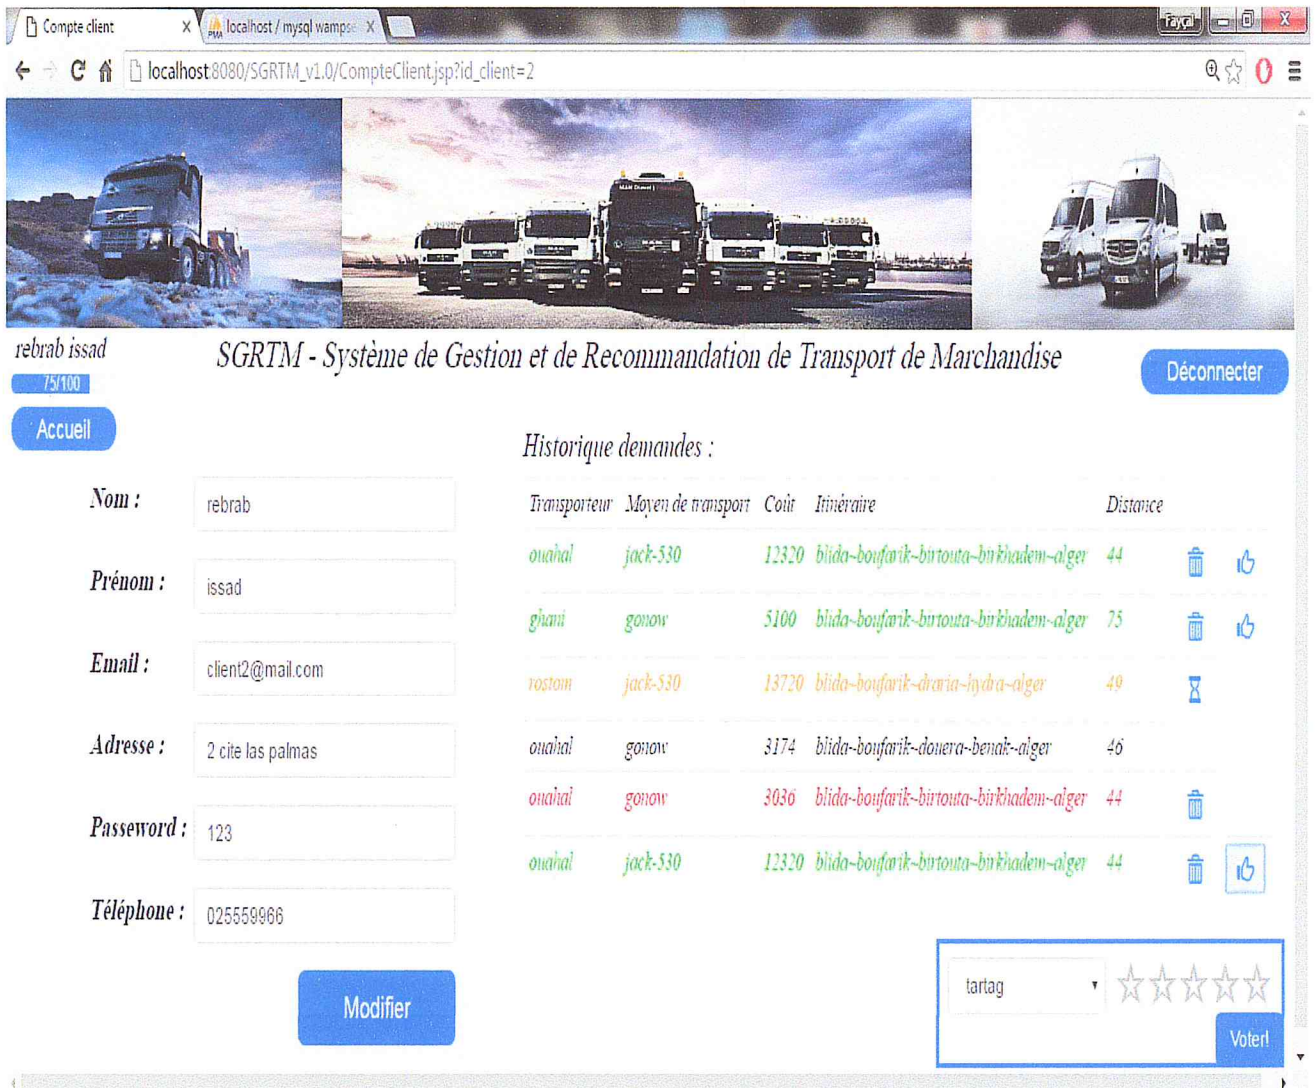 Compte client
localhost / mysql wampse
Fayçal
localhost:8080/SGRTM_v1.0/CompteClient.jsp?id_client=2
rebrab issad
SGRTM - Système de Gestion et de Recommandation de Transport de Marchandise
Déconnecter
75/100
Accueil
Historique demandes :
Nom : rebrab
Prénom : issad
Email : client2@mail.com
Adresse : 2 cite las palmas
Passeword : 123
Téléphone : 025559966
Modifier
Transporteur Moyen de transport Coût Itinéraire Distance
ouahal jack-530 12320 blida~boufarik~birtouta~birkhadem~alger 44
ghani gonow 5100 blida~boufarik~birtouta~birkhadem~alger 75
rostom jack-530 13720 blida~boufarik~draria~hydra~alger 49
ouahal gonow 3174 blida~boufarik~douera~benak~alger 46
ouahal gonow 3036 blida~boufarik~birtouta~birkhadem~alger 44
ouahal jack-530 12320 blida~boufarik~birtouta~birkhadem~alger 44
tartag
Voter!